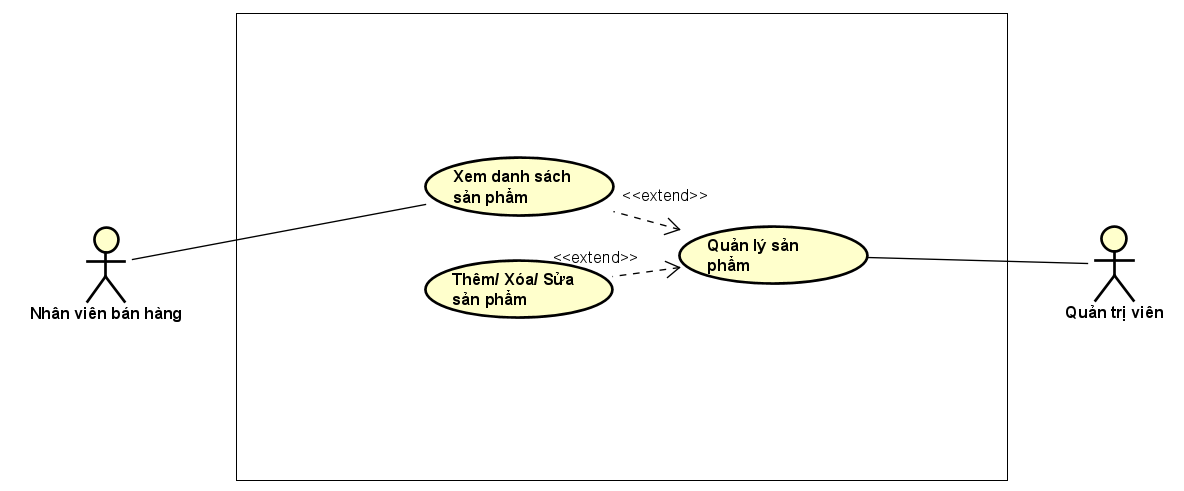 Xem danh sách
sản phẩm
<<extend>>
Quản lý sản
phẩm
<<extend>>
Thêm/ Xóa/ Sửa
sản phẩm
Nhân viên bán hàng
Quản trị viên